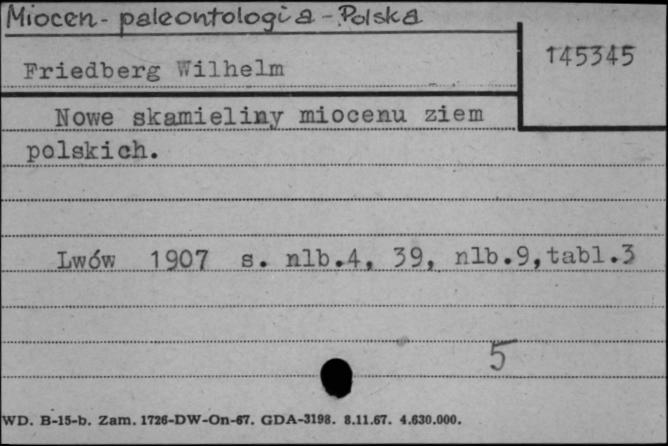 Miocen - paleontologia - Polska
145345
Friedberg Wilhelm
Nowe skamieliny miocenu ziem
polskich.
Lwów 1907 s. nlb.4, 39, nlb.9,tabl.3
5
WD. B-15-b. Zam. 1726-DW-On-67. GDA-3198. 8.11.67. 4.630.000.